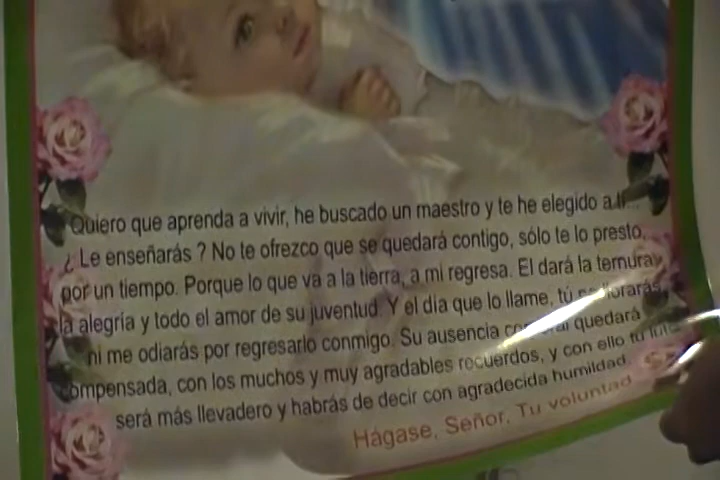 Quiero que aprenda a vivir, he buscado un maestro y te he elegido a ti...
¿ Le enseñarás ? No te ofrezco que se quedará contigo, sólo te lo presto,
por un tiempo. Porque lo que va a la tierra, a mi regresa. El dará la ternura,
la alegría y todo el amor de su juventud. Y el día que lo llame, tú
ni me odiarás por regresarlo conmigo. Su ausencia quedará
compensada, con los muchos y muy agradables recuerdos, y con ello tu luto
será más llevadero y habrás de decir con agradecida humildad
Hágase, Señor, Tu voluntad